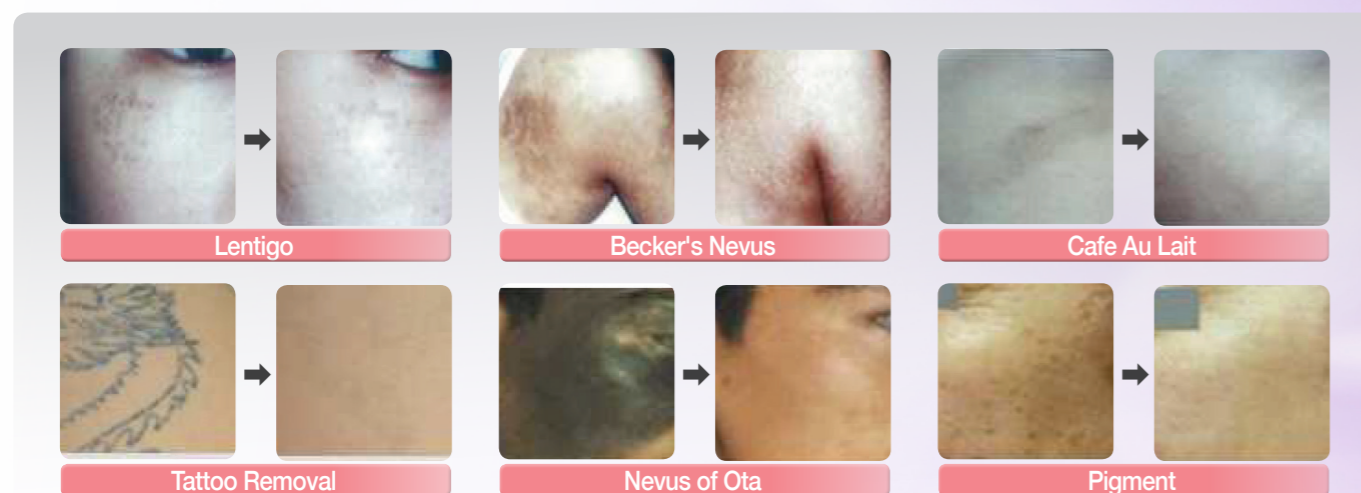 Lentigo
Becker's Nevus
Cafe Au Lait
Tattoo Removal
Nevus of Ota
Pigment